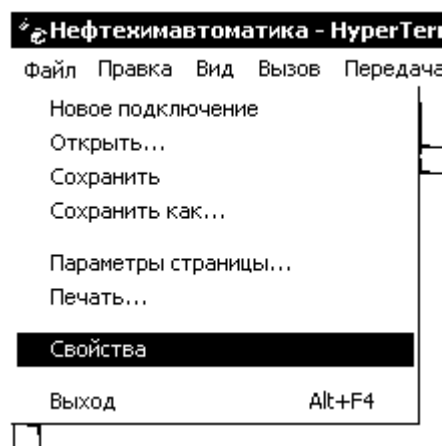 Нефтехимавтоматика - HyperTer
Файл Правка Вид Вызов Передача
Новое подключение
Открыть...
Сохранить
Сохранить как...
Параметры страницы...
Печать...
Свойства
Выход Alt+F4